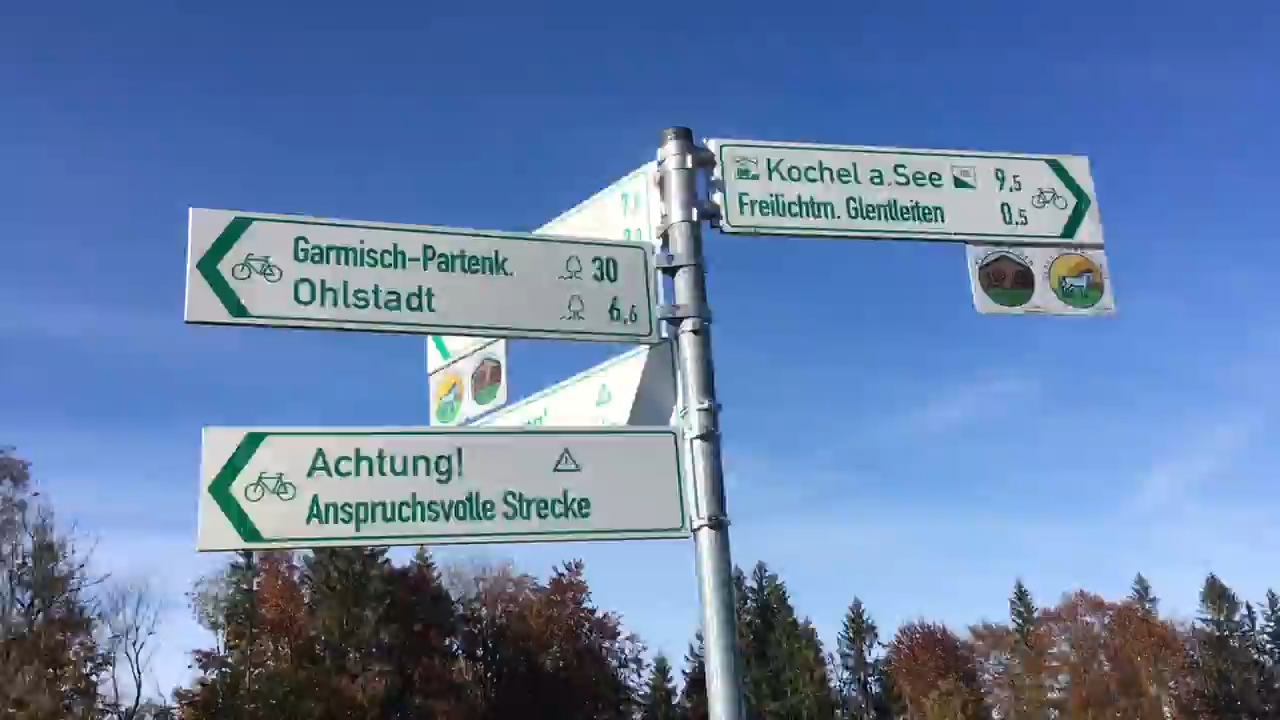 Kochel a.See 9,5
Freilichtm. Glentleiten 0,5
Garmisch-Partenk. 30
Ohlstadt 6,6
Achtung!
Anspruchsvolle Strecke